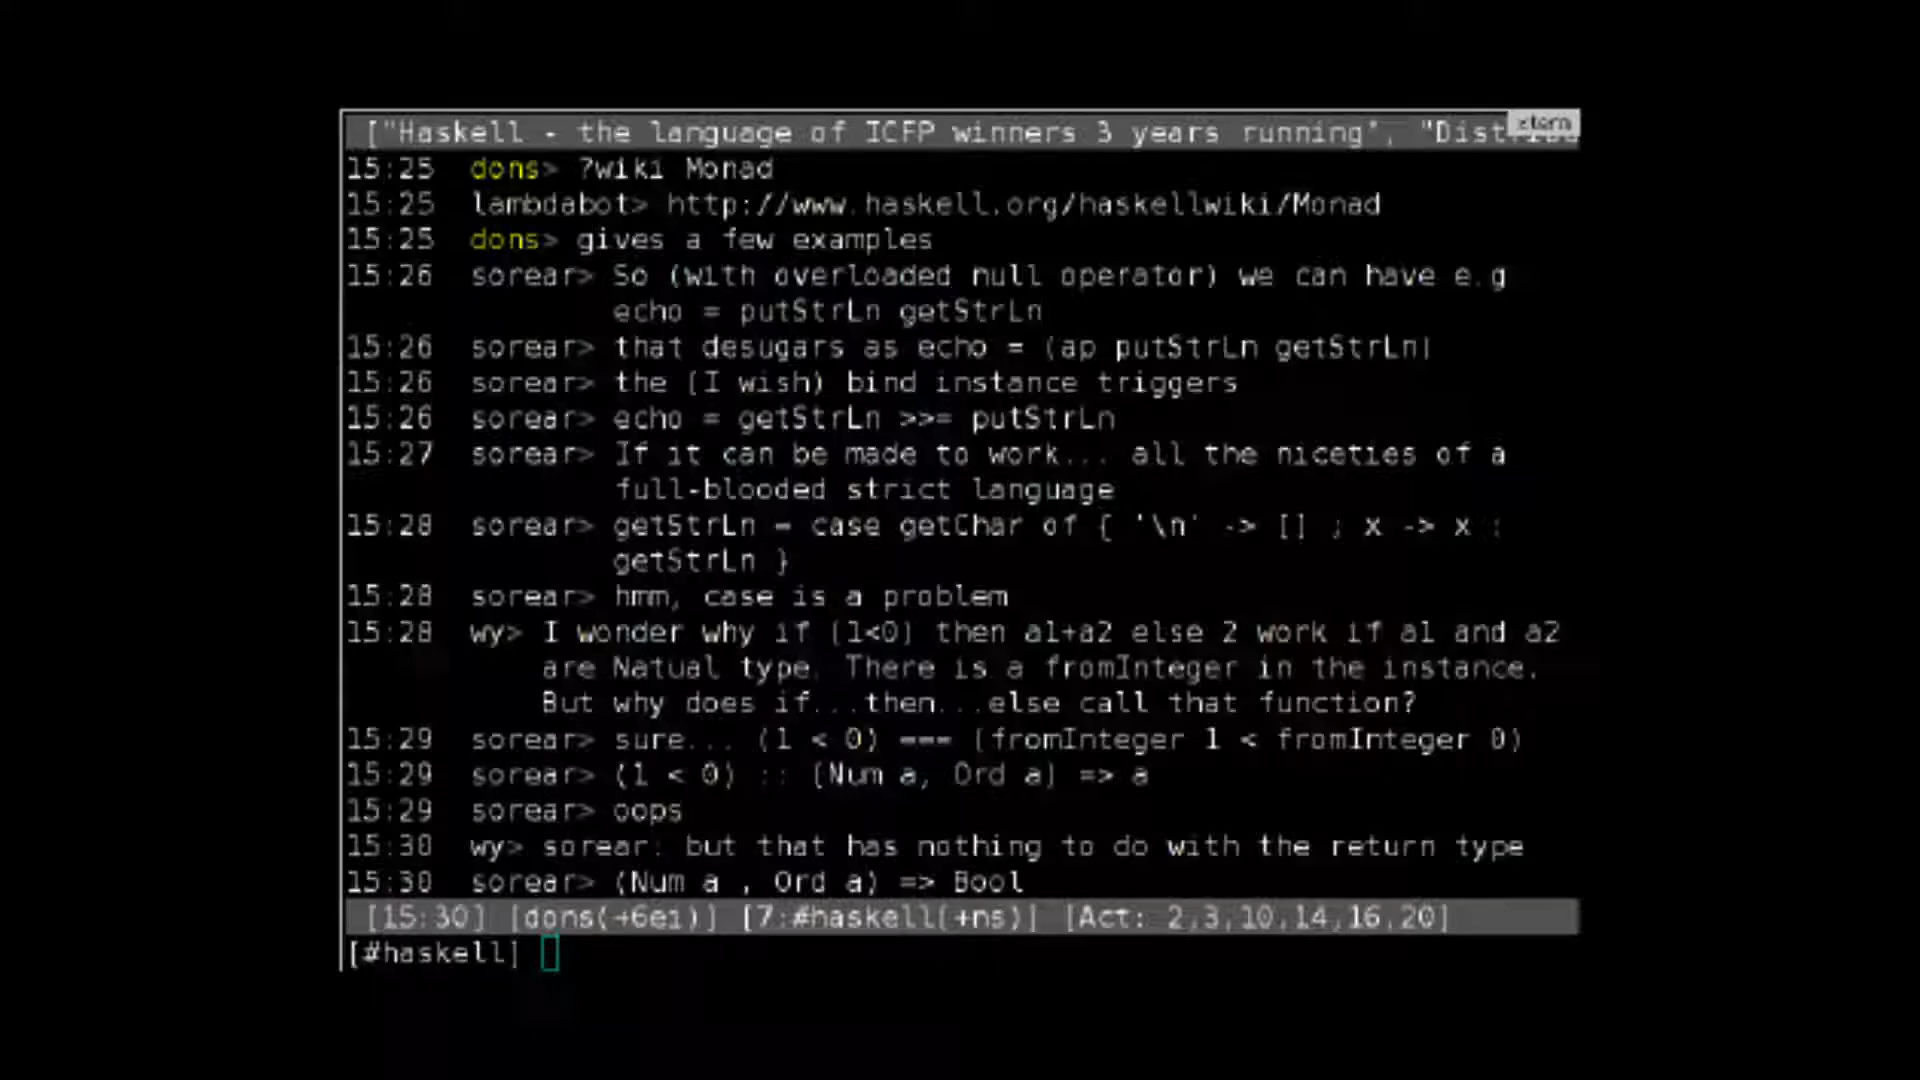 ["Haskell - the language of ICFP winners 3 years running", "Dist
xterm
15:25 dons> ?wiki Monad
15:25 lambdabot> http://www.haskell.org/haskellwiki/Monad
15:25 dons> gives a few examples
15:26 sorear> So (with overloaded null operator) we can have e.g
echo = putStrLn getStrLn
15:26 sorear> that desugars as echo = (ap putStrLn getStrLn)
15:26 sorear> the (I wish) bind instance triggers
15:26 sorear> echo = getStrLn >>= putStrLn
15:27 sorear> If it can be made to work... all the niceties of a
full-blooded strict language
15:28 sorear> getStrLn = case getChar of { '\n' -> [] ; x -> x :
getStrLn }
15:28 sorear> hmm, case is a problem
15:28 wy> I wonder why if (1<0) then a1+a2 else 2 work if a1 and a2
are Natual type. There is a fromInteger in the instance.
But why does if...then...else call that function?
15:29 sorear> sure... (1 < 0) === (fromInteger 1 < fromInteger 0)
15:29 sorear> (1 < 0) :: (Num a, Ord a) => a
15:29 sorear> oops
15:30 wy> sorear: but that has nothing to do with the return type
15:30 sorear> (Num a , Ord a) => Bool
[15:30] [dons(+6ei)] [7:#haskell(+ns)] [Act: 2,3,10,14,16,20]
[#haskell]